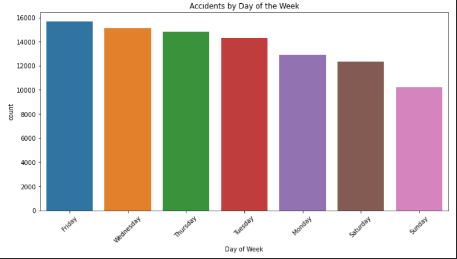 Accidents by Day of the Week
16000
14000
12000
10000
8000
6000
4000
2000
0
count
Friday
Wednesday
Thursday
Tuesday
Monday
Saturday
Sunday
Day of Week